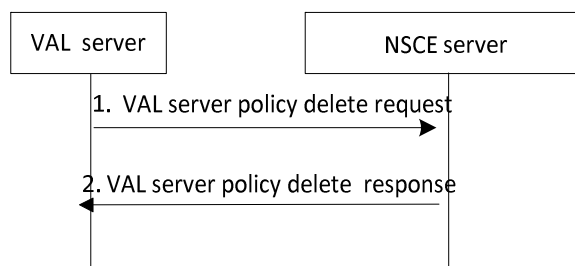 VAL server
NSCE server
1. VAL server policy delete request
2. VAL server policy delete response